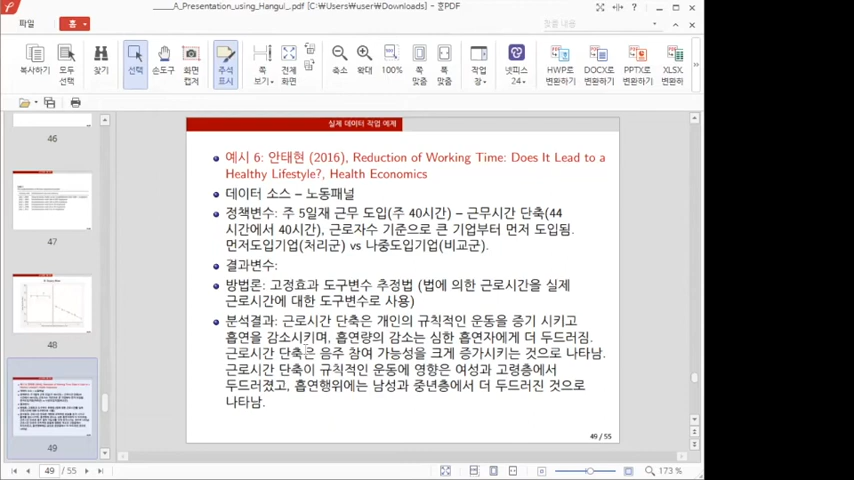 _____A_Presentation_using_Hangul_.pdf [C:₩Users₩user₩Downloads] - 훈PDF
파일
홈
복사하기
모두
선택
찾기
선택
손도구
화면
캡처
주석
표시
쪽
보기
전체
화면
축소
확대
100%
쪽
맞춤
폭
맞춤
작업
창
넷피스
24
HWP로
변환하기
DOCX로
변환하기
PPTX로
변환하기
XLSX.
변환하
46
47
48
49
실제 데이터 작업 예제
예시 6: 안태현 (2016), Reduction of Working Time: Does It Lead to a
Healthy Lifestyle?, Health Economics
데이터 소스 – 노동패널
정책변수: 주 5일재 근무 도입(주 40시간) – 근무시간 단축(44
시간에서 40시간), 근로자수 기준으로 큰 기업부터 먼저 도입됨.
먼저도입기업(처리군) vs 나중도입기업(비교군).
결과변수:
방법론: 고정효과 도구변수 추정법 (법에 의한 근로시간을 실제
근로시간에 대한 도구변수로 사용)
분석결과: 근로시간 단축은 개인의 규칙적인 운동을 증기 시키고
흡연을 감소시키며, 흡연량의 감소는 심한 흡연자에게 더 두드러짐.
근로시간 단축은 음주 참여 가능성을 크게 증가시키는 것으로 나타남.
근로시간 단축이 규칙적인 운동에 영향은 여성과 고령층에서
두드러졌고, 흡연행위에는 남성과 중년층에서 더 두드러진 것으로
나타남.
49 / 55
49 / 55
173 %